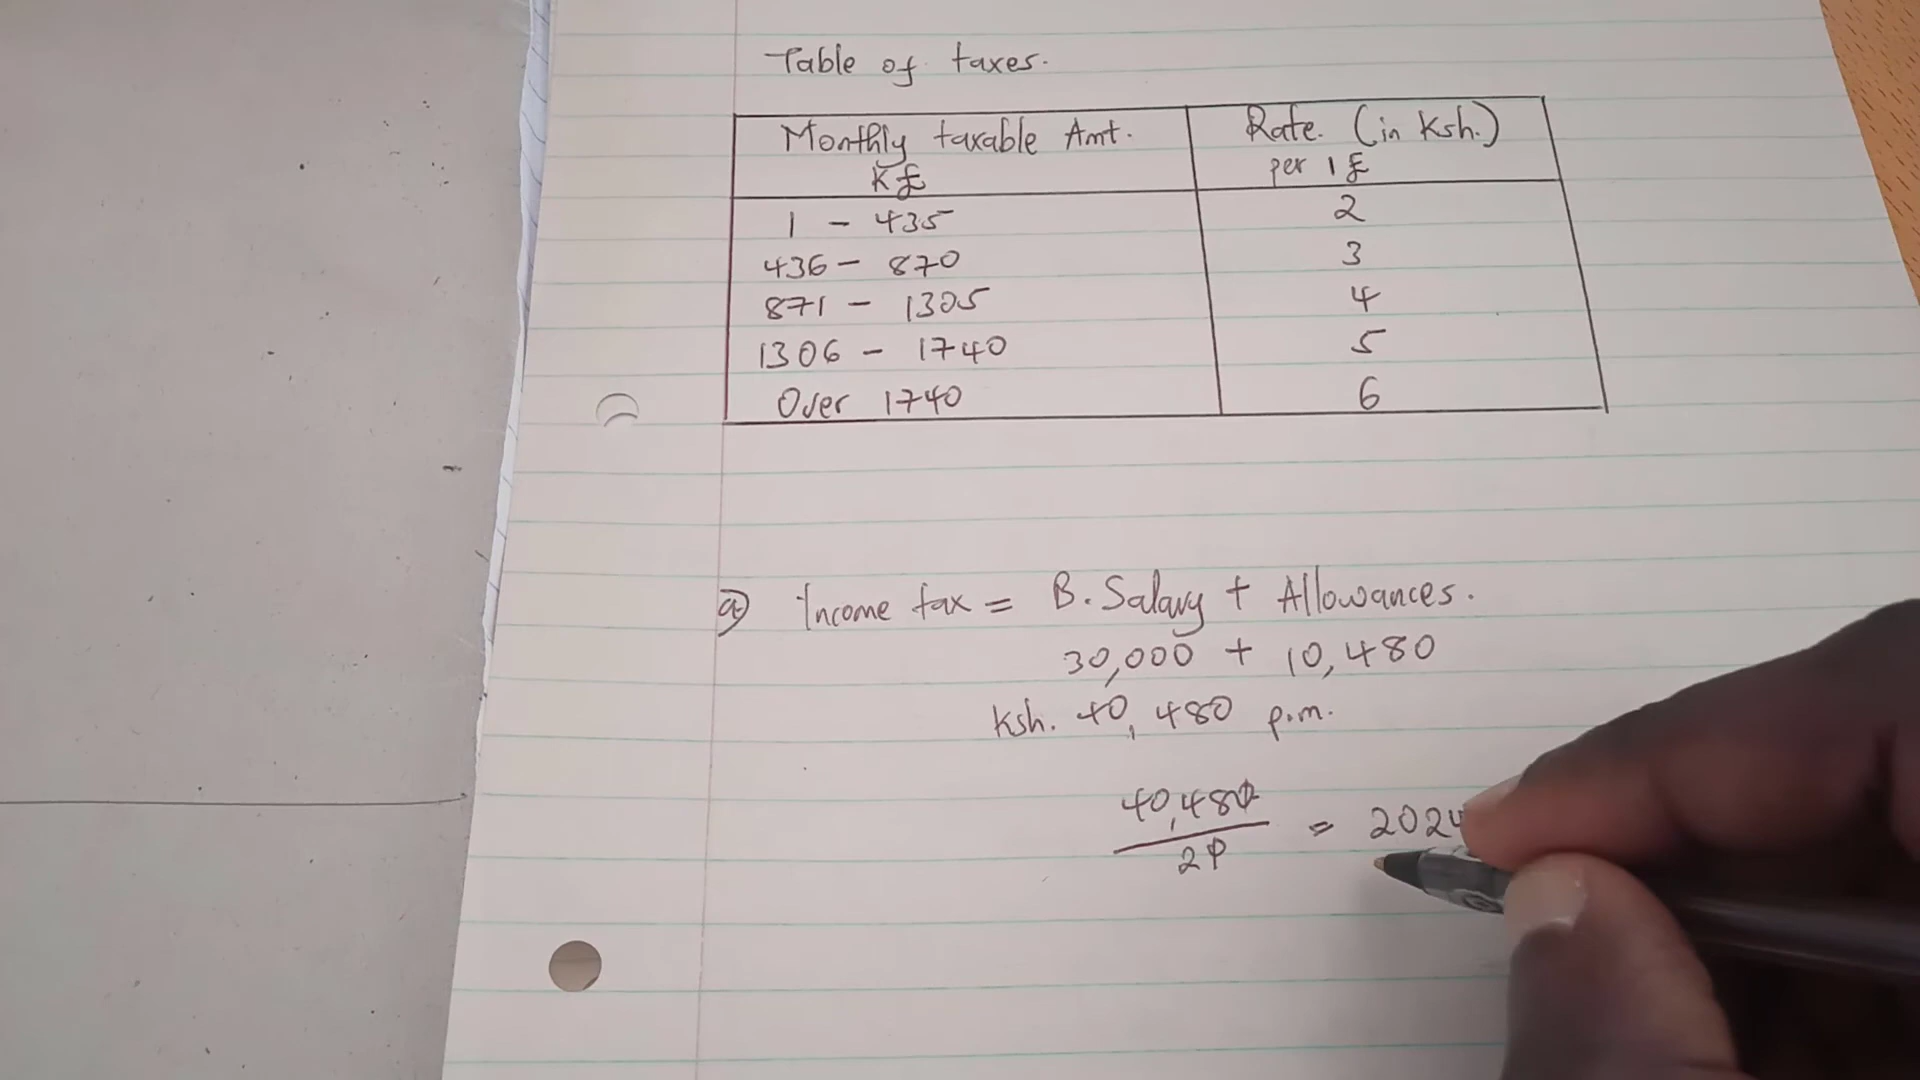 Table of taxes.
Monthly taxable Amt. Rate. (in Ksh.)
K£ per 1 £
1 - 435 2
436 - 870 3
871 - 1305 4
1306 - 1740 5
Over 1740 6
a) Income tax = B. Salary + Allowances.
30,000 + 10,480
Ksh. 40,480 p.m.
40,480
= 2024
20